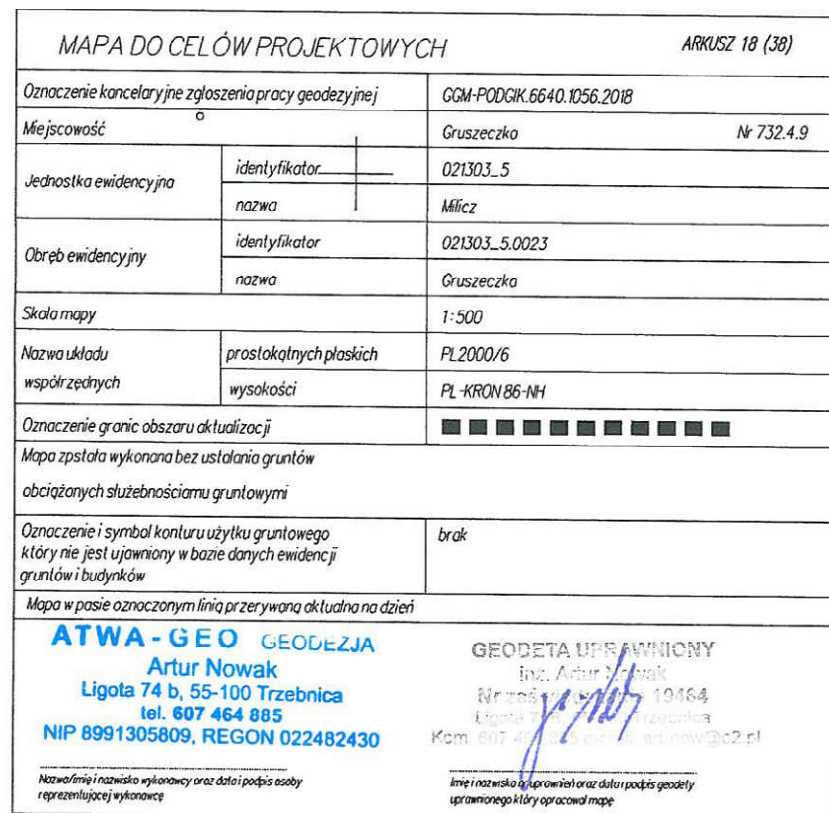 MAPA DO CELÓW PROJEKTOWYCH ARKUSZ 18 (38)
Oznaczenie kancelaryjne zgłoszenia pracy geodezyjnej GGM-PODGIK.6640.1056.2018
Miejscowość Gruszeczka Nr 732.4.9
Jednostka ewidencyjna identyfikator 021303_5
nazwa Milicz
Obręb ewidencyjny identyfikator 021303_5.0023
nazwa Gruszeczka
Skala mapy 1:500
Nazwa układu prostokątnych płaskich PL2000/6
współrzędnych wysokości PL-KRON 86-NH
Oznaczenie granic obszaru aktualizacji
Mapa zpstała wykonana bez ustalania gruntów
obciążonych służebnościamu gruntowymi
Oznaczenie i symbol konturu użytku gruntowego brak
który nie jest ujawniony w bazie danych ewidencji
gruntów i budynków
Mapa w pasie oznaczonym linią przerywaną aktualna na dzień
ATWA-GEO GEODEZJA
Artur Nowak
Ligota 74 b, 55-100 Trzebnica
tel. 607 464 885
NIP 8991305809, REGON 022482430
GEODETA UPRAWNIONY
inż. Artur Nowak
19464
Trzebnica
Nazwa/imię i nazwisko wykonawcy oraz data i podpis osoby
reprezentującej wykonawcę
Imię i nazwisko uprawnień oraz data i podpis geodety
uprawnionego który opracował mapę